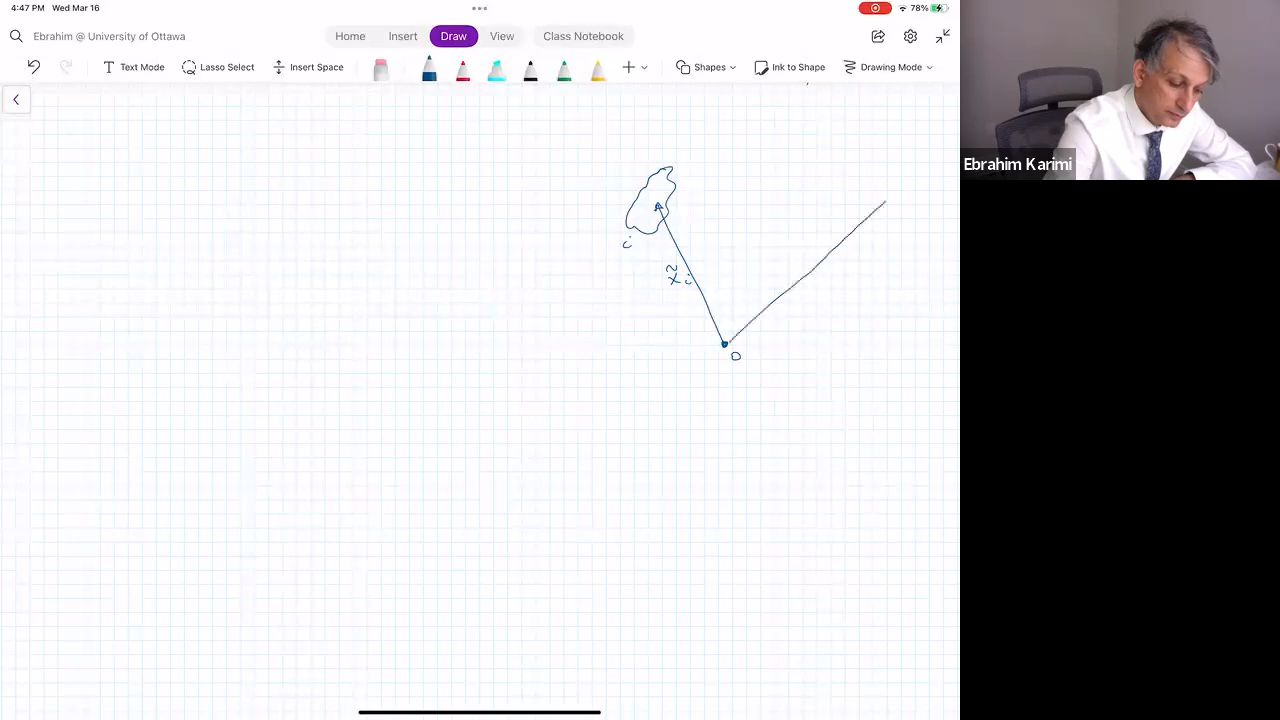 4:47 PM Wed Mar 16
78%
Ebrahim @ University of Ottawa
Home Insert Draw View Class Notebook
Text Mode Lasso Select Insert Space Shapes Ink to Shape Drawing Mode
Ebrahim Karimi
i
x̃ i
O